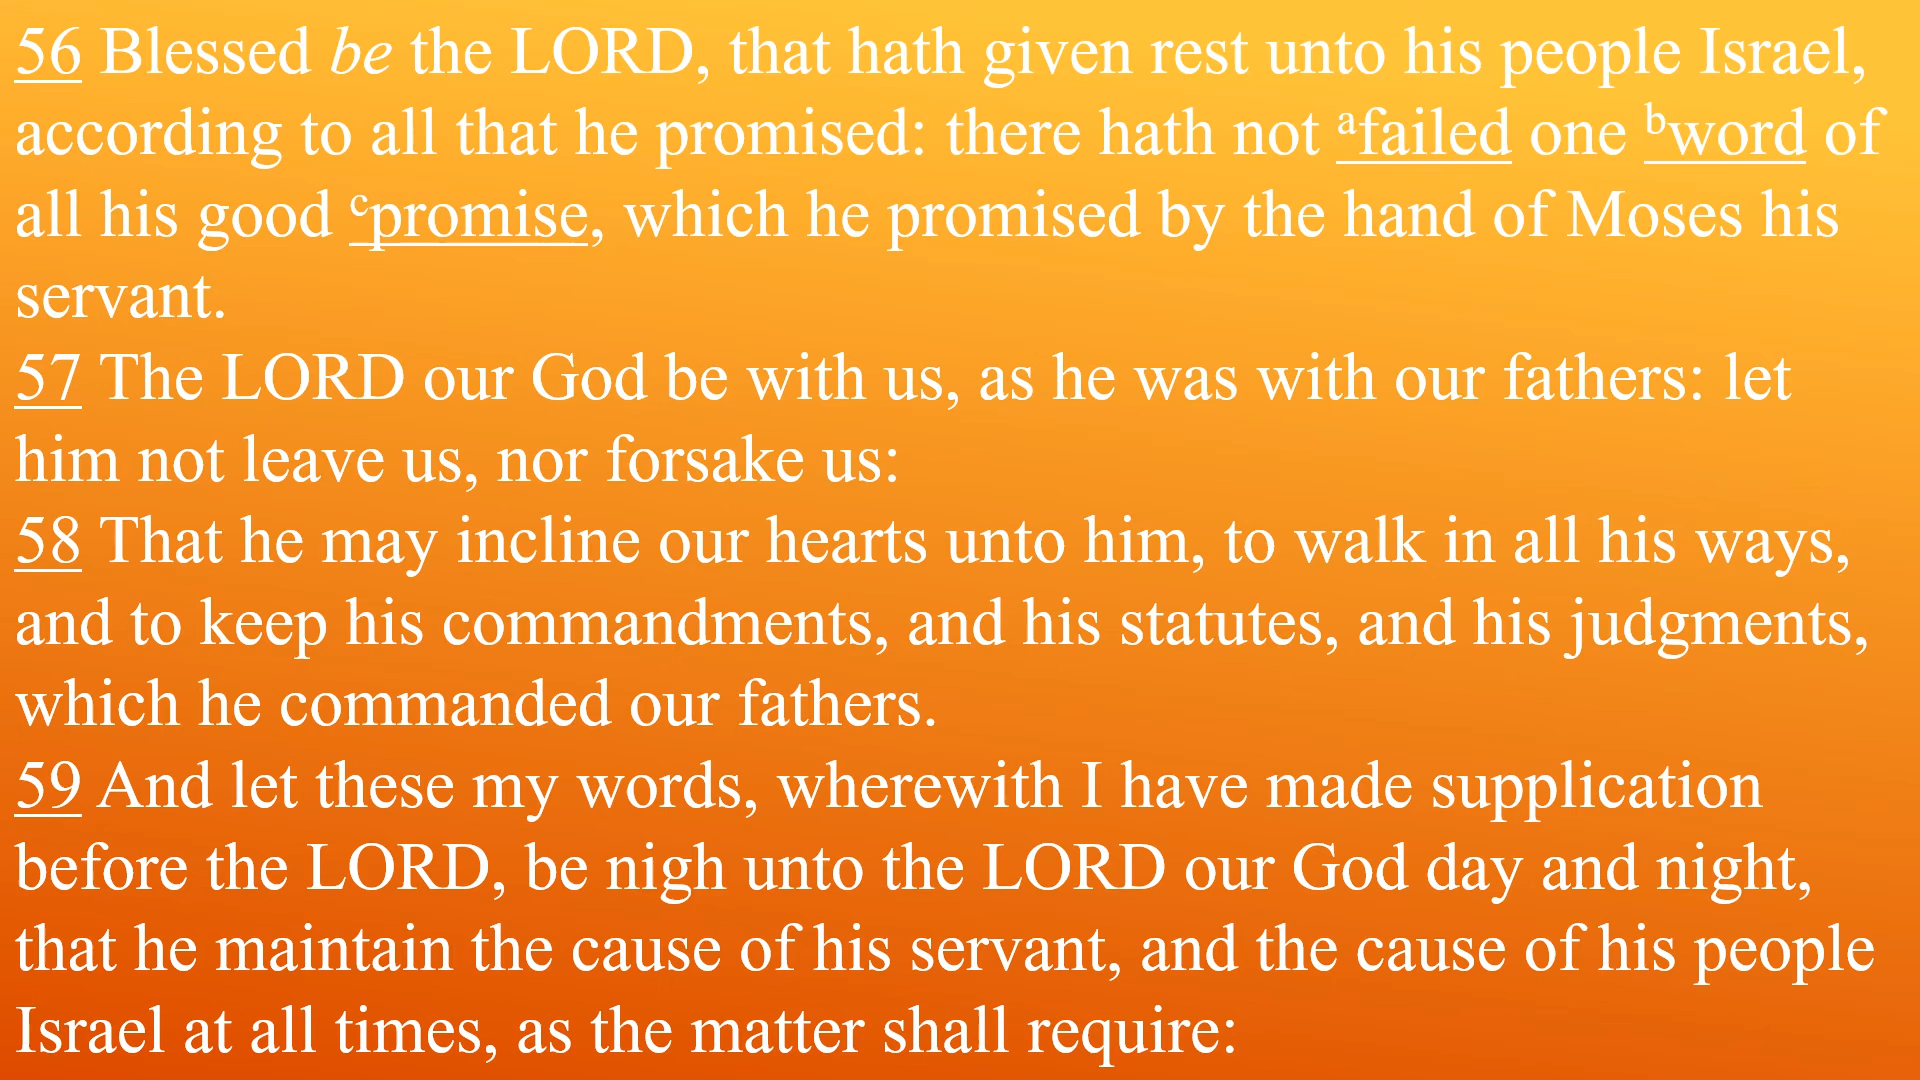 56 Blessed be the LORD, that hath given rest unto his people Israel,
according to all that he promised: there hath not afailed one bword of
all his good cpromise, which he promised by the hand of Moses his
servant.
57 The LORD our God be with us, as he was with our fathers: let
him not leave us, nor forsake us:
58 That he may incline our hearts unto him, to walk in all his ways,
and to keep his commandments, and his statutes, and his judgments,
which he commanded our fathers.
59 And let these my words, wherewith I have made supplication
before the LORD, be nigh unto the LORD our God day and night,
that he maintain the cause of his servant, and the cause of his people
Israel at all times, as the matter shall require: